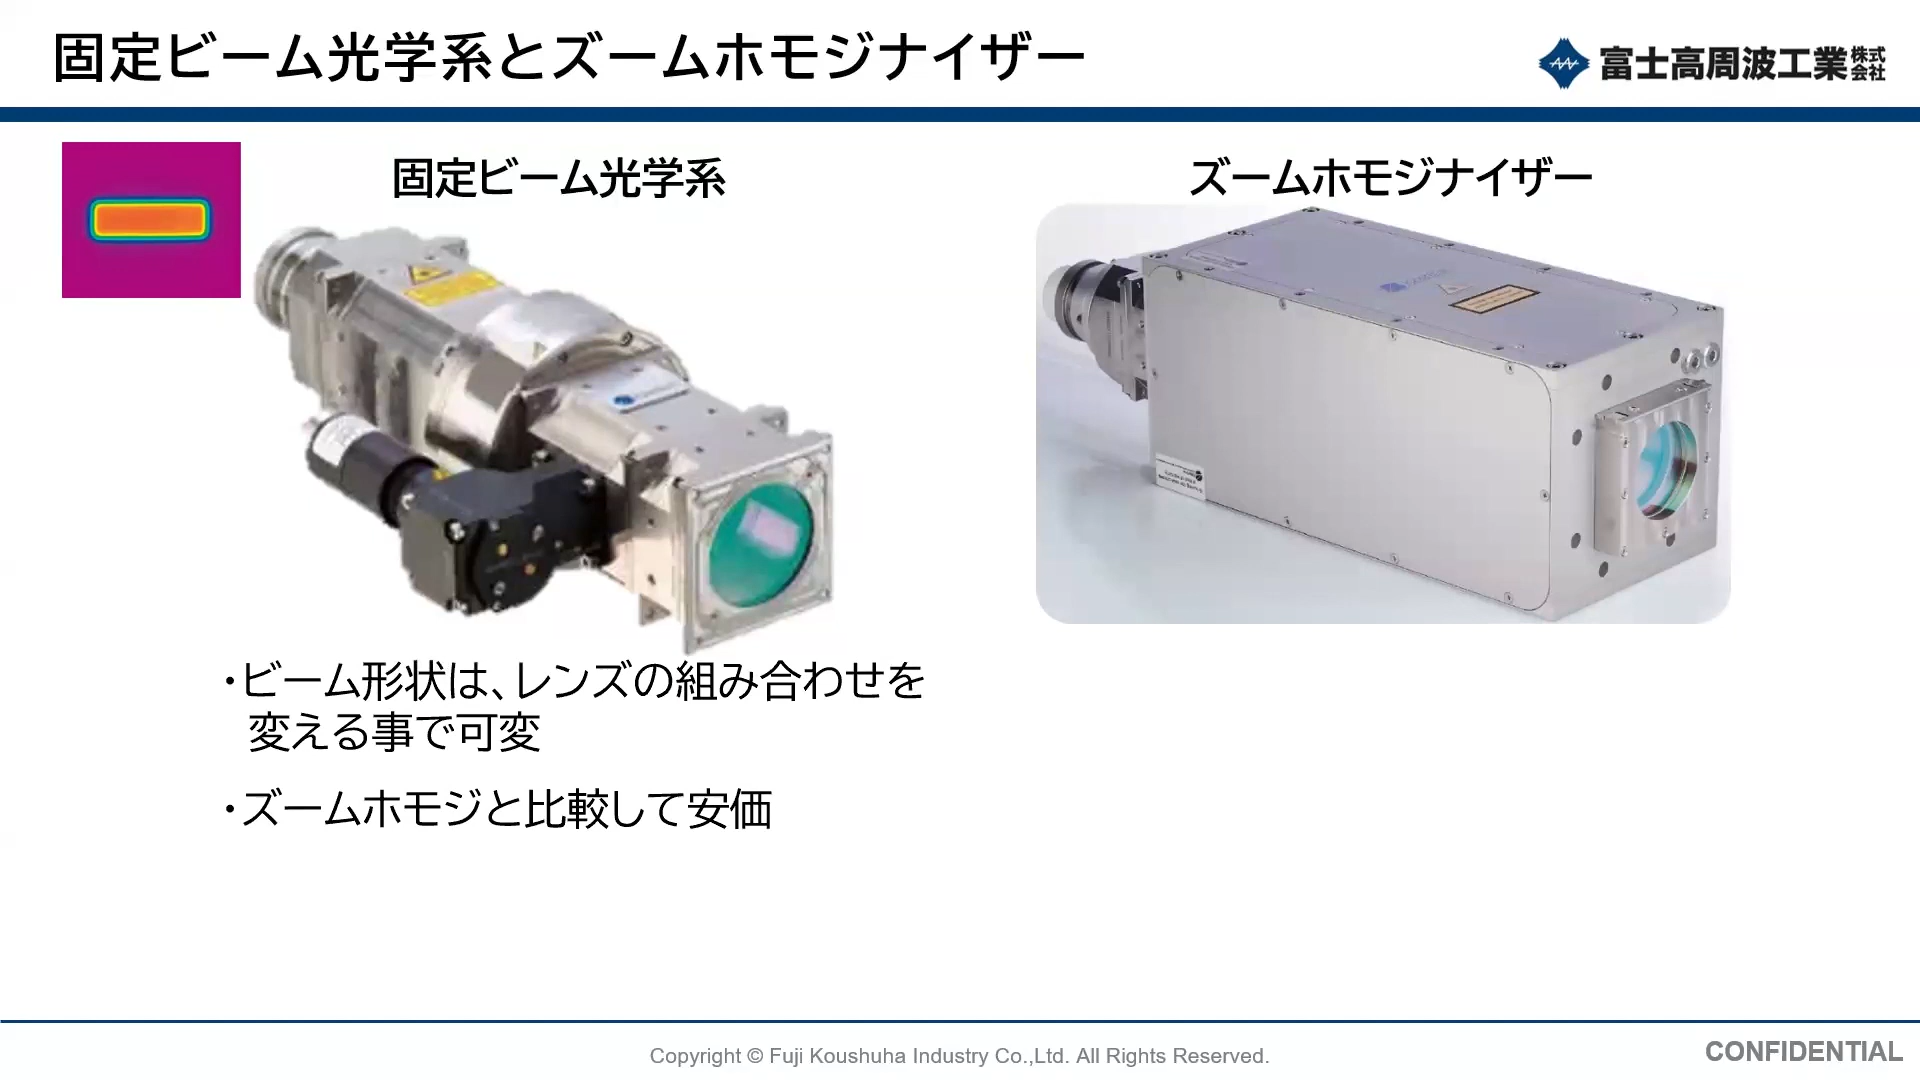 固定ビーム光学系とズームホモジナイザー
富士高周波工業株式会社
固定ビーム光学系
ズームホモジナイザー
・ビーム形状は、レンズの組み合わせを
変える事で可変
・ズームホモジと比較して安価
Copyright © Fuji Koushuha Industry Co.,Ltd. All Rights Reserved.
CONFIDENTIAL